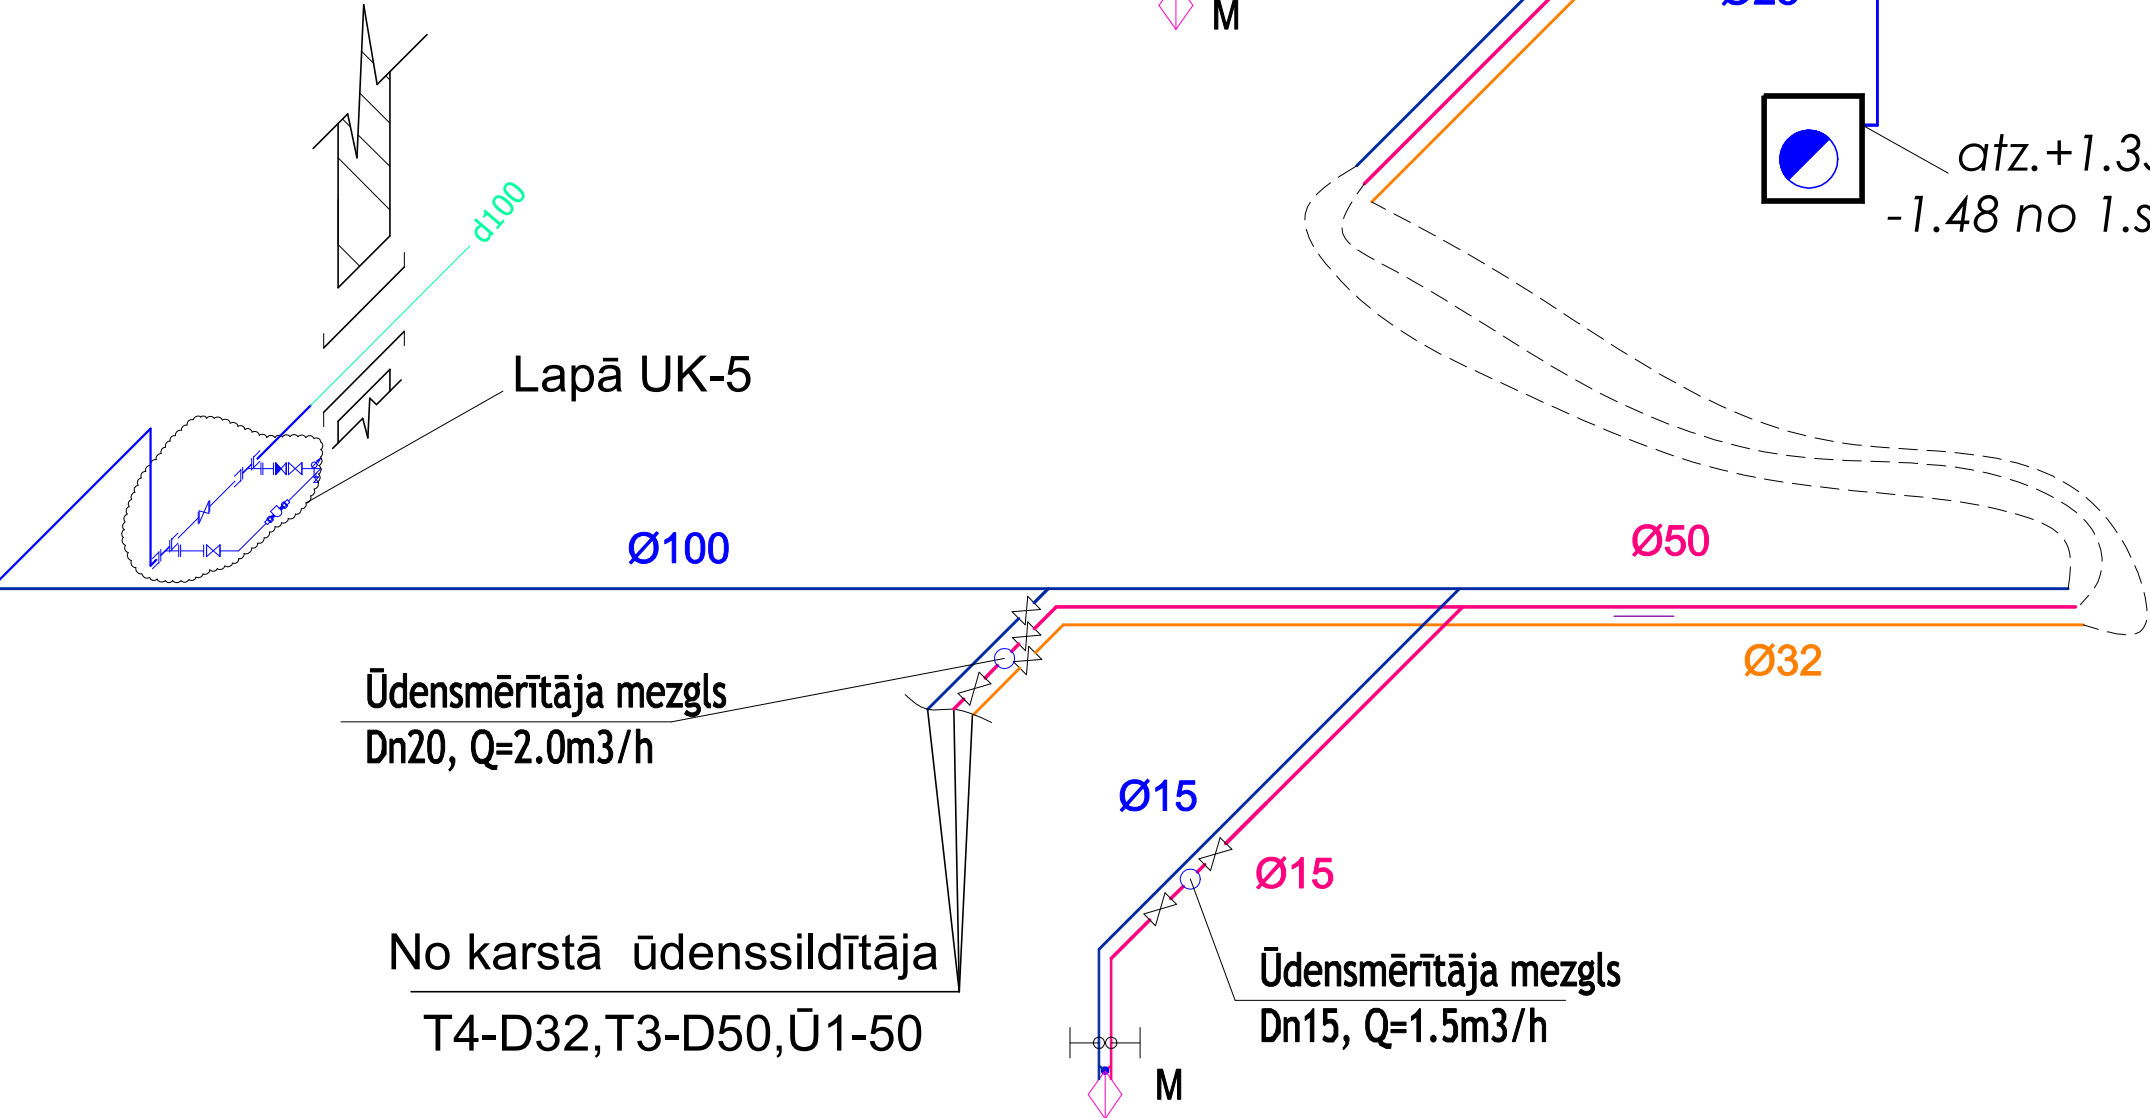 M
atz.+1.3
-1.48 no 1.s
d100
Lapā UK-5
Ø100
Ø50
Ø32
Ūdensmērītāja mezgls
Dn20, Q=2.0m3/h
Ø15
Ø15
No karstā ūdenssildītāja
T4-D32,T3-D50,Ū1-50
Ūdensmērītāja mezgls
Dn15, Q=1.5m3/h
M